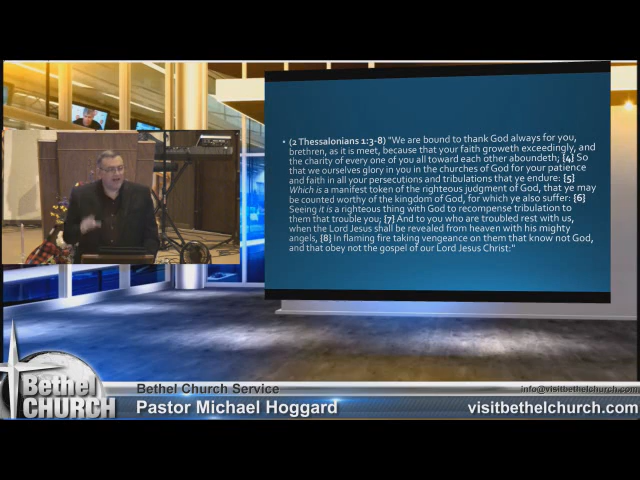 • (2 Thessalonians 1:3-8) "We are bound to thank God always for you,
brethren, as it is meet, because that your faith groweth exceedingly, and
the charity of every one of you all toward each other aboundeth; {4} So
that we ourselves glory in you in the churches of God for your patience
and faith in all your persecutions and tribulations that ye endure: {5}
Which is a manifest token of the righteous judgment of God, that ye may
be counted worthy of the kingdom of God, for which ye also suffer: {6}
Seeing it is a righteous thing with God to recompense tribulation to
them that trouble you; {7} And to you who are troubled rest with us,
when the Lord Jesus shall be revealed from heaven with his mighty
angels, {8} In flaming fire taking vengeance on them that know not God,
and that obey not the gospel of our Lord Jesus Christ:"
Bethel
CHURCH
Bethel Church Service
info@visitbethelchurch.com
Pastor Michael Hoggard
visitbethelchurch.com